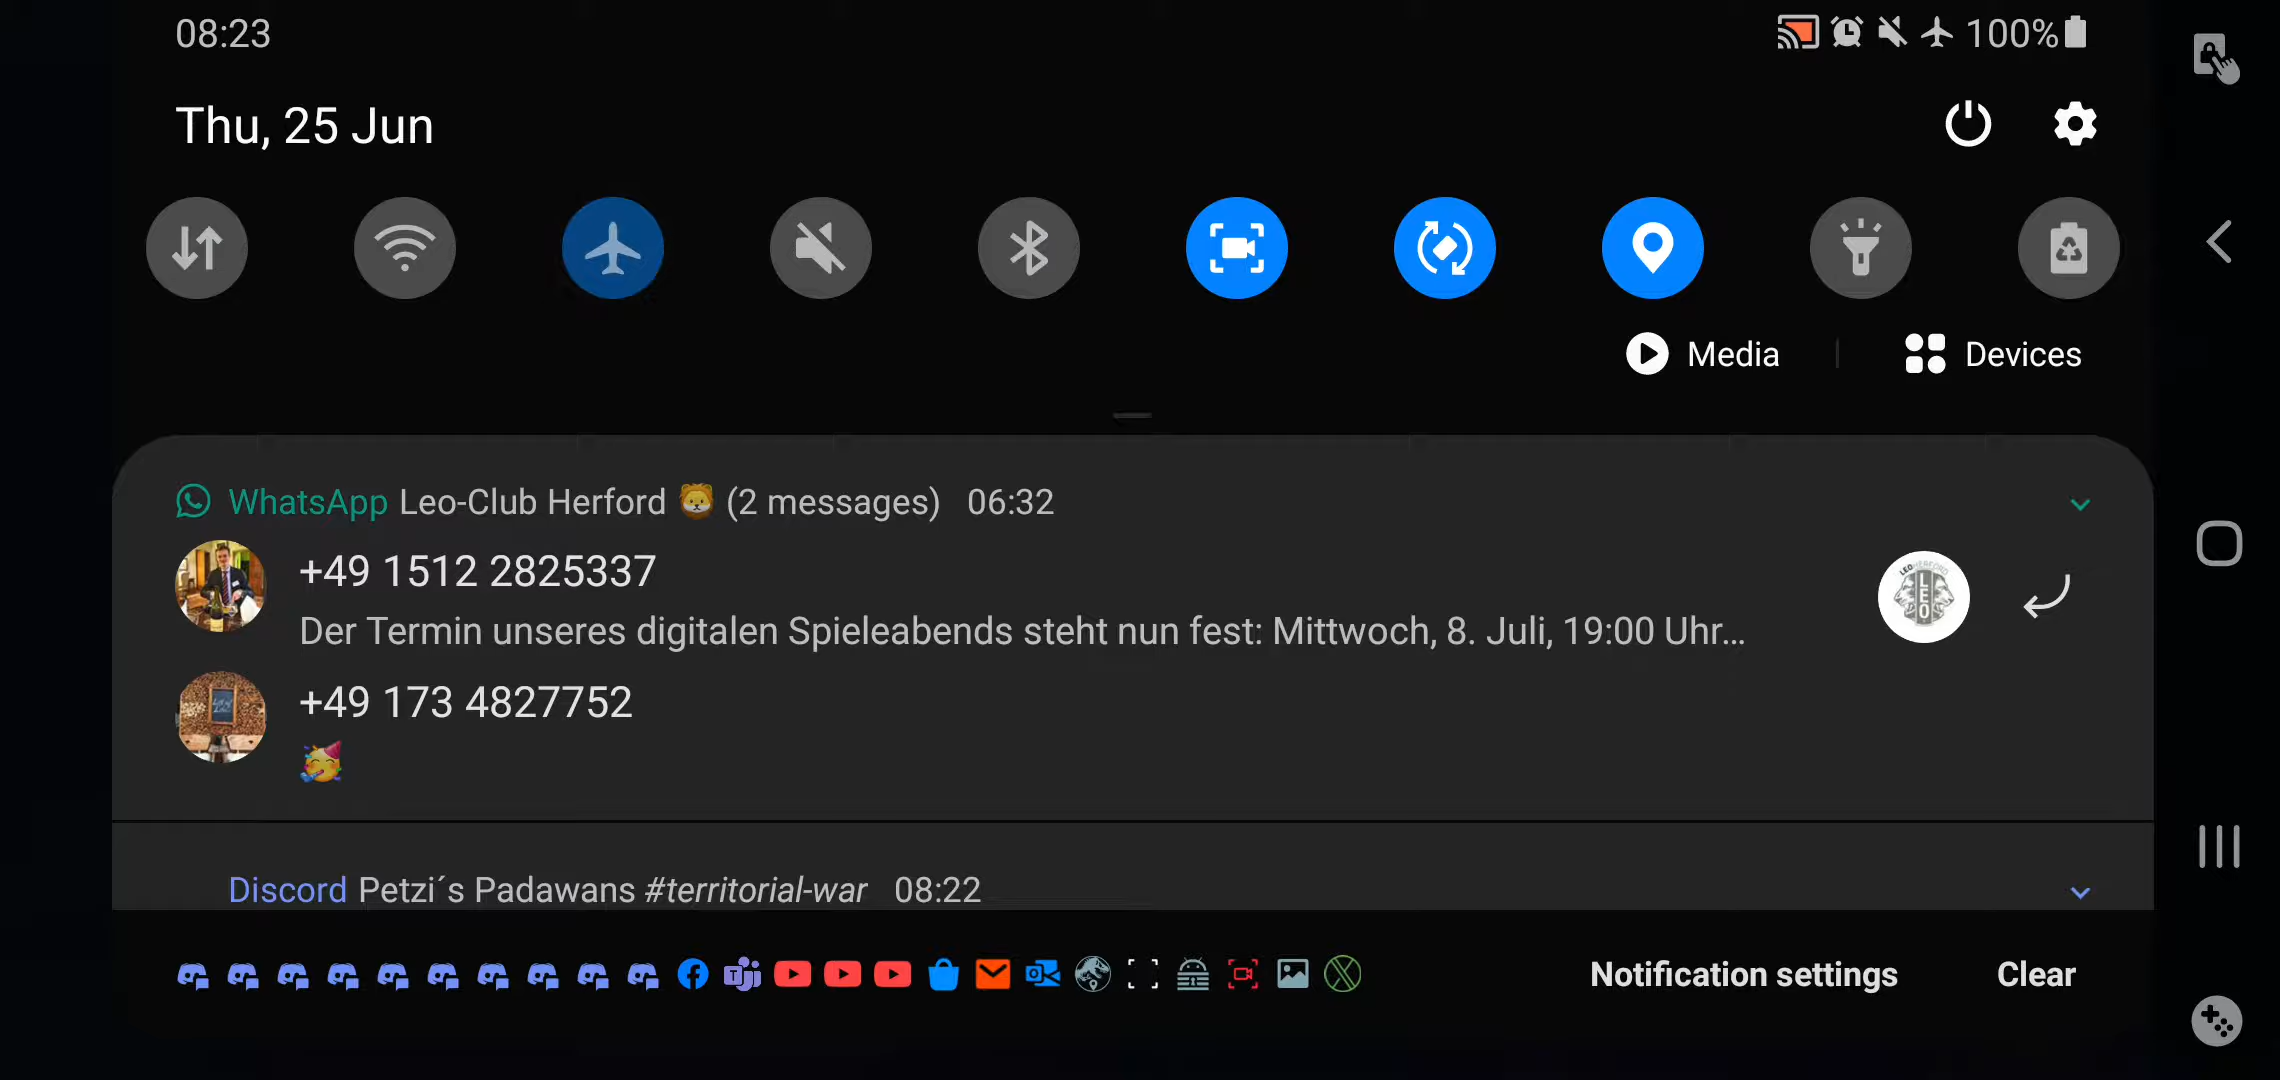 08:23
100%
Thu, 25 Jun
Media
Devices
WhatsApp Leo-Club Herford 🦁 (2 messages) 06:32
+49 1512 2825337
Der Termin unseres digitalen Spieleabends steht nun fest: Mittwoch, 8. Juli, 19:00 Uhr...
LEO
+49 173 4827752
🥳
Discord Petzi´s Padawans #territorial-war 08:22
Notification settings
Clear